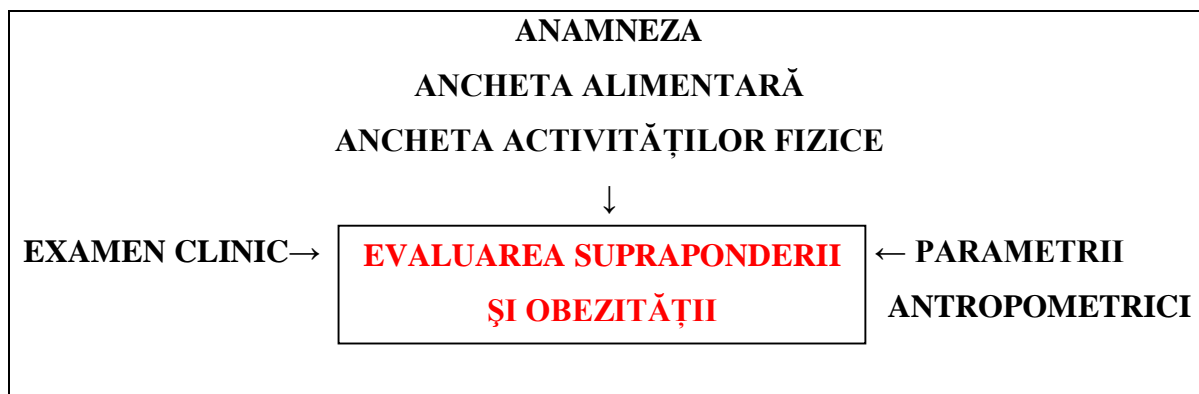 ANAMNEZA
ANCHETA ALIMENTARĂ
ANCHETA ACTIVITĂȚILOR FIZICE
↓
EXAMEN CLINIC→
EVALUAREA SUPRAPONDERII
ŞI OBEZITĂȚII
← PARAMETRII
ANTROPOMETRICI